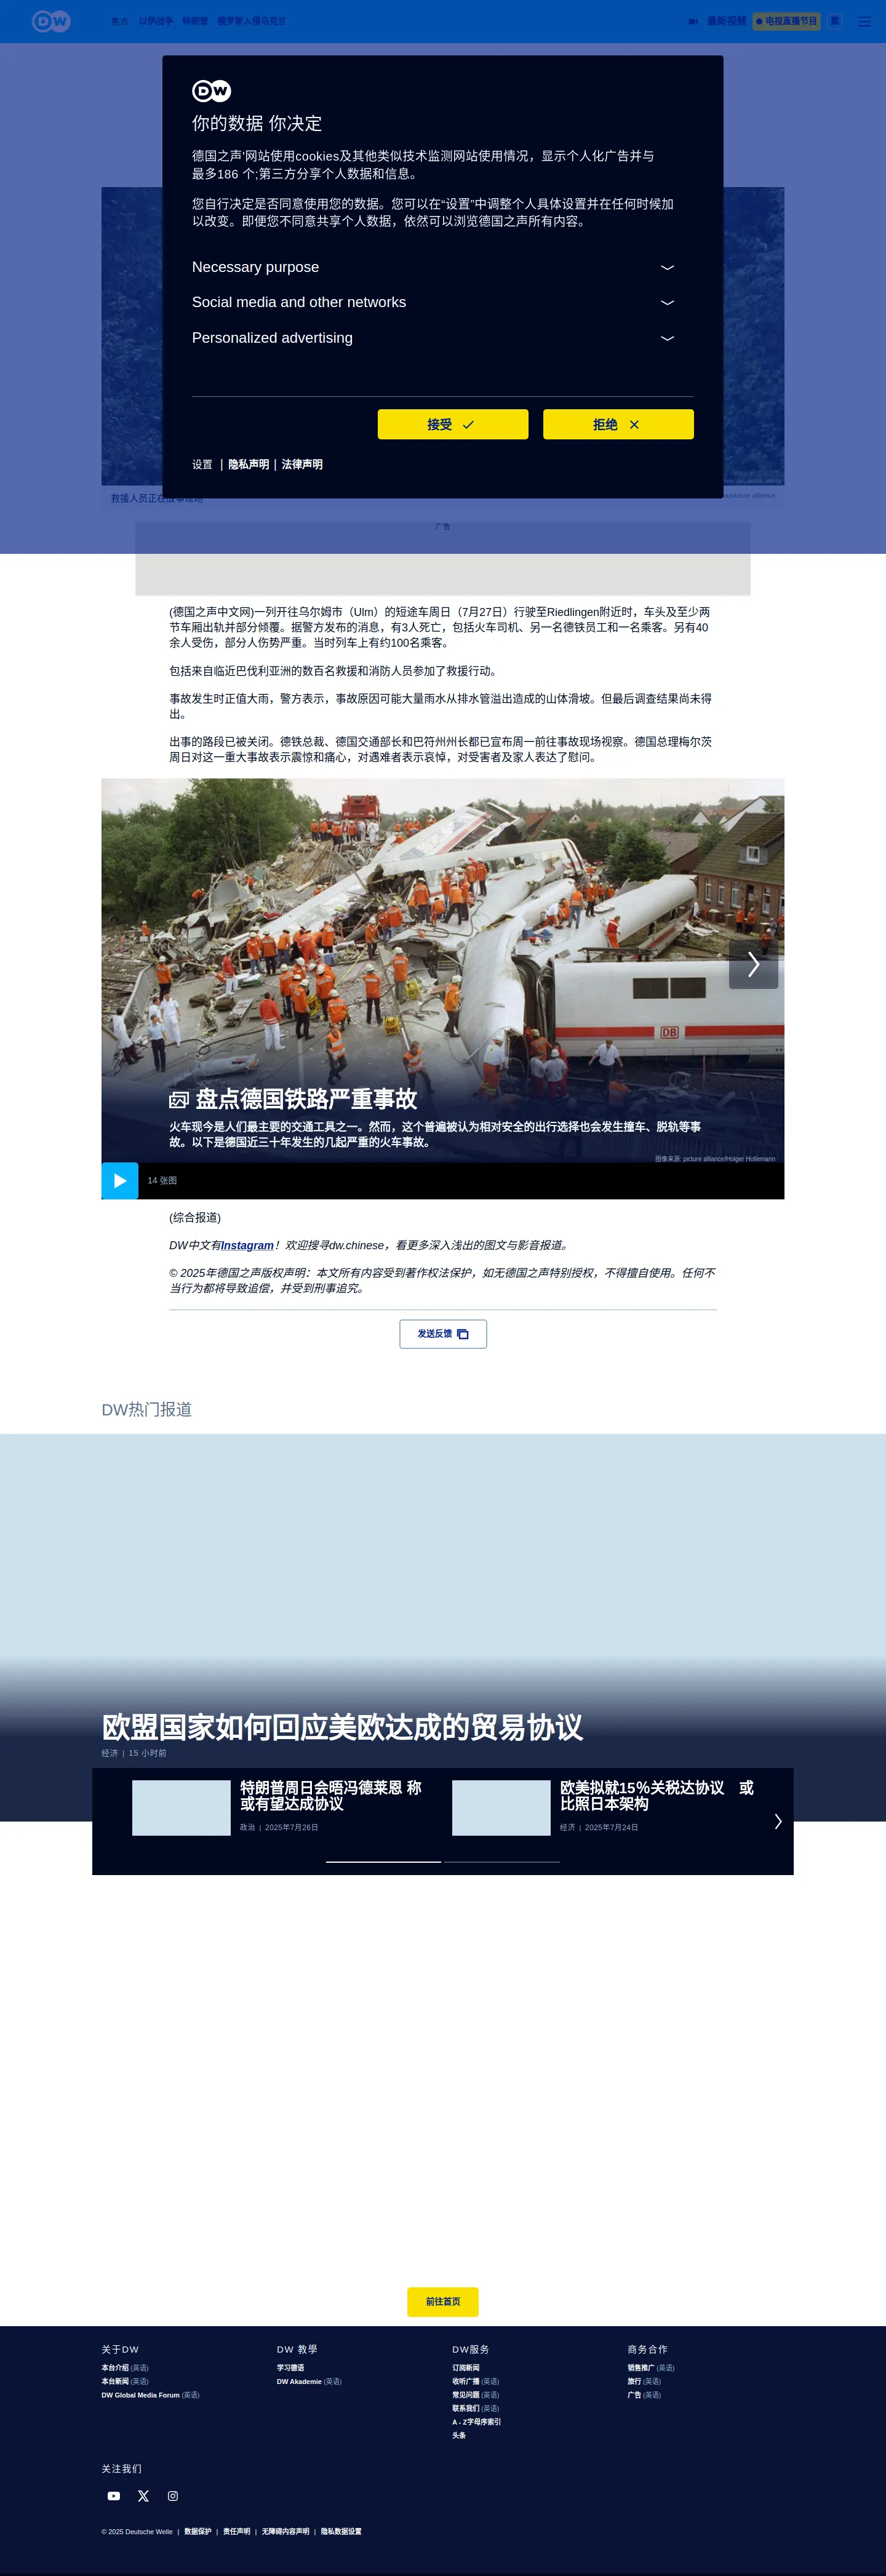 DW
焦点 以伊战争 特朗普 俄罗斯入侵乌克兰
最新视频 电视直播节目 繁
DW
你的数据 你决定
德国之声'网站使用cookies及其他类似技术监测网站使用情况，显示个人化广告并与
最多186 个;第三方分享个人数据和信息。
您自行决定是否同意使用您的数据。您可以在“设置”中调整个人具体设置并在任何时候加
以改变。即便您不同意共享个人数据，依然可以浏览德国之声所有内容。
Necessary purpose
Social media and other networks
Personalized advertising
接受
拒绝
设置 | 隐私声明 | 法律声明
救援人员正在故事现场
picture alliance
广告
(德国之声中文网)一列开往乌尔姆市（Ulm）的短途车周日（7月27日）行驶至Riedlingen附近时，车头及至少两
节车厢出轨并部分倾覆。据警方发布的消息，有3人死亡，包括火车司机、另一名德铁员工和一名乘客。另有40
余人受伤，部分人伤势严重。当时列车上有约100名乘客。
包括来自临近巴伐利亚洲的数百名救援和消防人员参加了救援行动。
事故发生时正值大雨，警方表示，事故原因可能大量雨水从排水管溢出造成的山体滑坡。但最后调查结果尚未得
出。
出事的路段已被关闭。德铁总裁、德国交通部长和巴符州州长都已宣布周一前往事故现场视察。德国总理梅尔茨
周日对这一重大事故表示震惊和痛心，对遇难者表示哀悼，对受害者及家人表达了慰问。
DB
盘点德国铁路严重事故
火车现今是人们最主要的交通工具之一。然而，这个普遍被认为相对安全的出行选择也会发生撞车、脱轨等事
故。以下是德国近三十年发生的几起严重的火车事故。
图像来源: picture alliance/Holger Hollemann
14 张图
(综合报道)
DW中文有Instagram！欢迎搜寻dw.chinese，看更多深入浅出的图文与影音报道。
© 2025年德国之声版权声明：本文所有内容受到著作权法保护，如无德国之声特别授权，不得擅自使用。任何不
当行为都将导致追偿，并受到刑事追究。
发送反馈
DW热门报道
欧盟国家如何回应美欧达成的贸易协议
经济 | 15 小时前
特朗普周日会晤冯德莱恩 称
或有望达成协议
政治 | 2025年7月26日
欧美拟就15%关税达协议　或
比照日本架构
经济 | 2025年7月24日
前往首页
关于DW
本台介绍 (英语)
本台新闻 (英语)
DW Global Media Forum (英语)
DW 教學
学习德语
DW Akademie (英语)
DW服务
订阅新闻
收听广播 (英语)
常见问题 (英语)
联系我们 (英语)
A - Z字母序索引
头条
商务合作
销售推广 (英语)
旅行 (英语)
广告 (英语)
关注我们
© 2025 Deutsche Welle | 数据保护 | 责任声明 | 无障碍内容声明 | 隐私数据设置